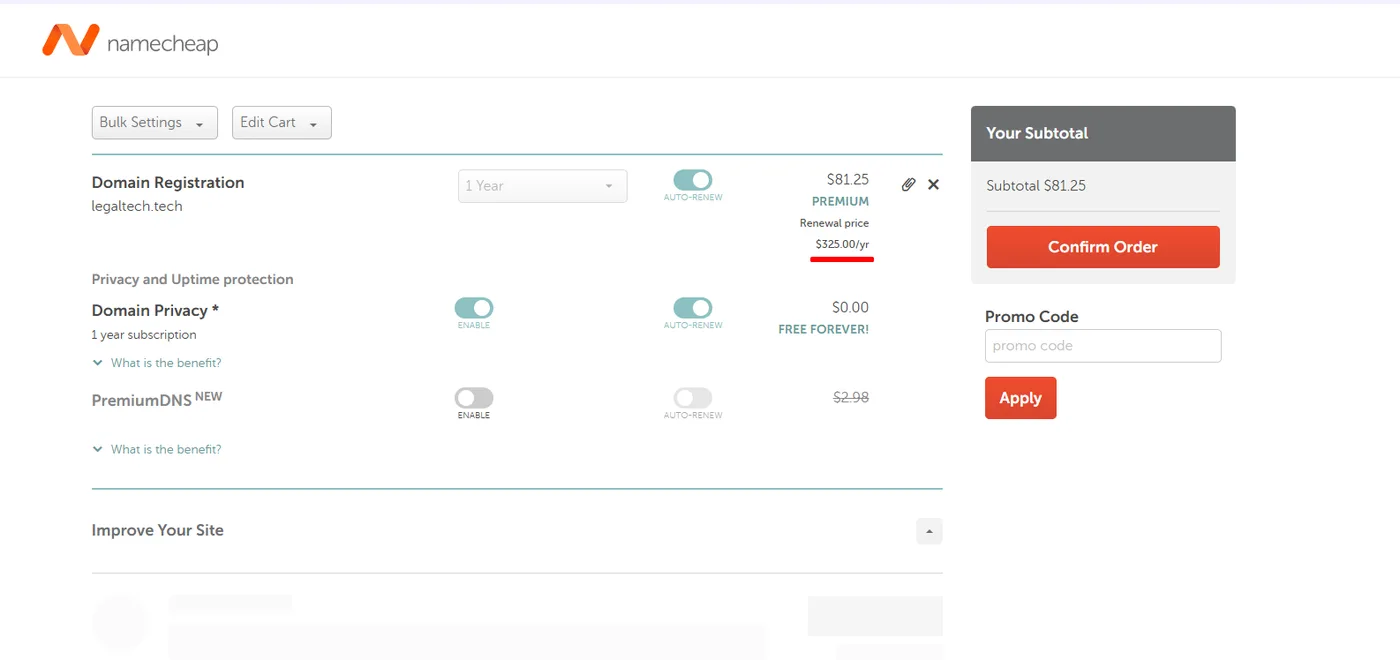 namecheap
Bulk Settings
Edit Cart
Your Subtotal
Domain Registration
legaltech.tech
1 Year
AUTO-RENEW
$81.25
PREMIUM
Renewal price
$325.00/yr
Subtotal $81.25
Confirm Order
Privacy and Uptime protection
Domain Privacy *
1 year subscription
ENABLE
AUTO-RENEW
$0.00
FREE FOREVER!
What is the benefit?
Promo Code
promo code
Apply
PremiumDNS NEW
ENABLE
AUTO-RENEW
$2.98
What is the benefit?
Improve Your Site